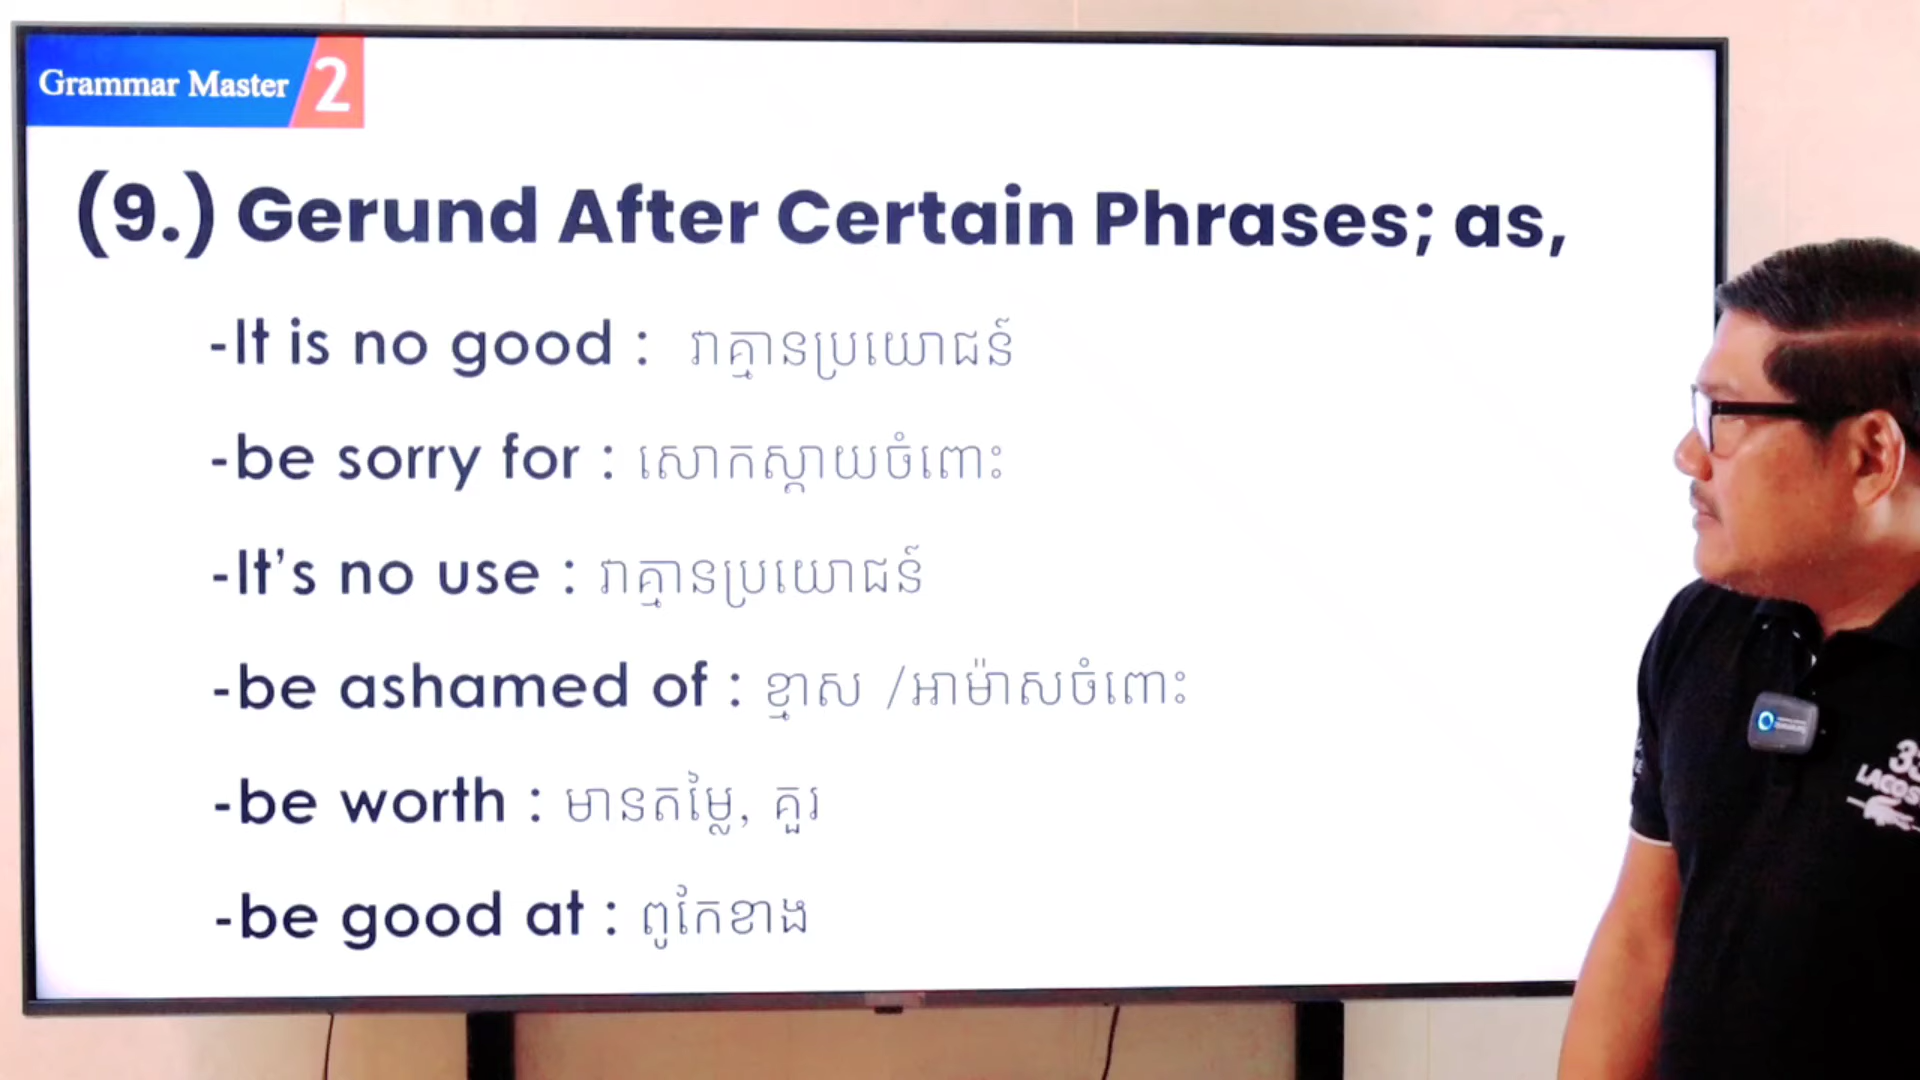 Grammar Master 2
(9.) Gerund After Certain Phrases; as,
-It is no good : វាគ្មានប្រយោជន៍
-be sorry for : សោកស្ដាយចំពោះ
-It's no use : វាគ្មានប្រយោជន៍
-be ashamed of : ខ្មាស /អាម៉ាសចំពោះ
-be worth : មានតម្លៃ, គួរ
-be good at : ពូកែខាង
33
LACOS